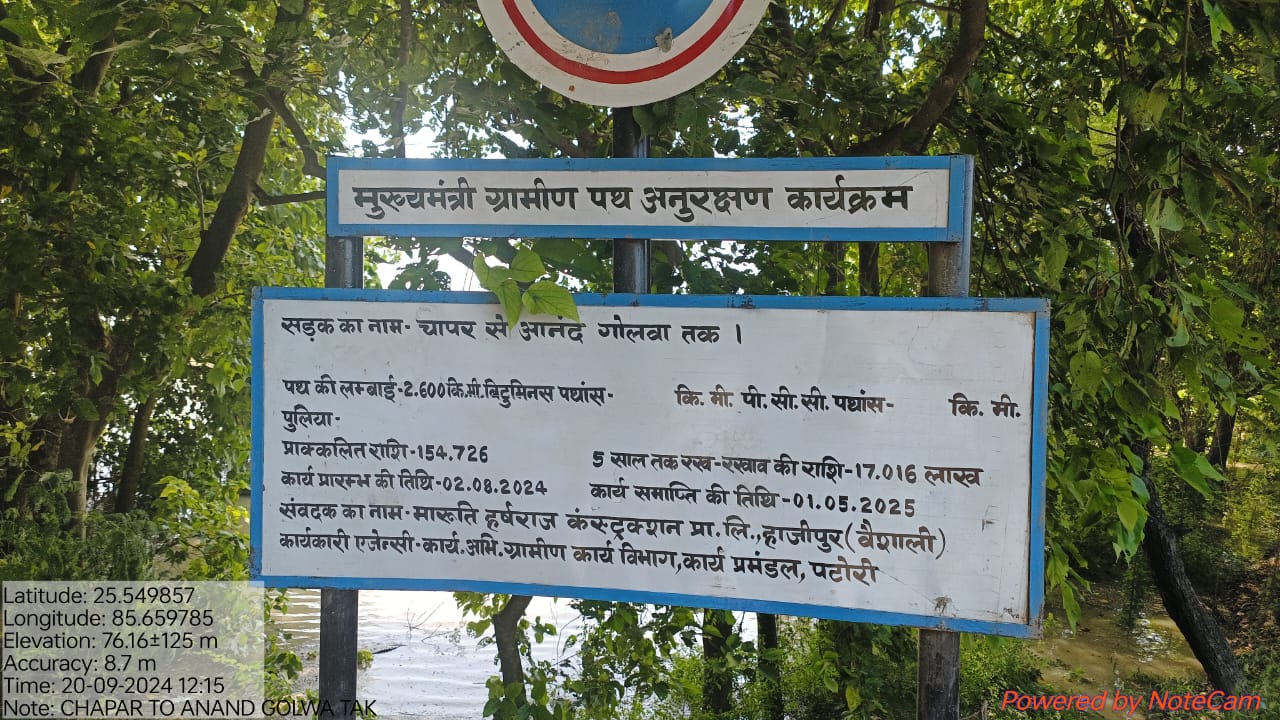 मुख्यमंत्री ग्रामीण पथ अनुरक्षण कार्यक्रम
सड़क का नाम- चापर से आनंद गोलवा तक ।
पथ की लम्बाई-2.600कि.मी.बिटुमिनस पथांस- कि. मी. पी. सी. सी. पथांस- कि. मी.
पुलिया-
प्राक्कलित राशि-154.726 5 साल तक रख-रखाव की राशि-17.016 लाख
कार्य प्रारम्भ की तिथि-02.08.2024 कार्य समाप्ति की तिथि-01.05.2025
संवदक का नाम- मारूति हर्षराज कंस्ट्रक्शन प्रा. लि.,हाजीपुर(वैशाली)
कार्यकारी एजेन्सी-कार्य.अभि.ग्रामीण कार्य विभाग,कार्य प्रमंडल, पटोरी
Latitude: 25.549857
Longitude: 85.659785
Elevation: 76.16±125 m
Accuracy: 8.7 m
Time: 20-09-2024 12:15
Note: CHAPAR TO ANAND GOLWA TAK
Powered by NoteCam